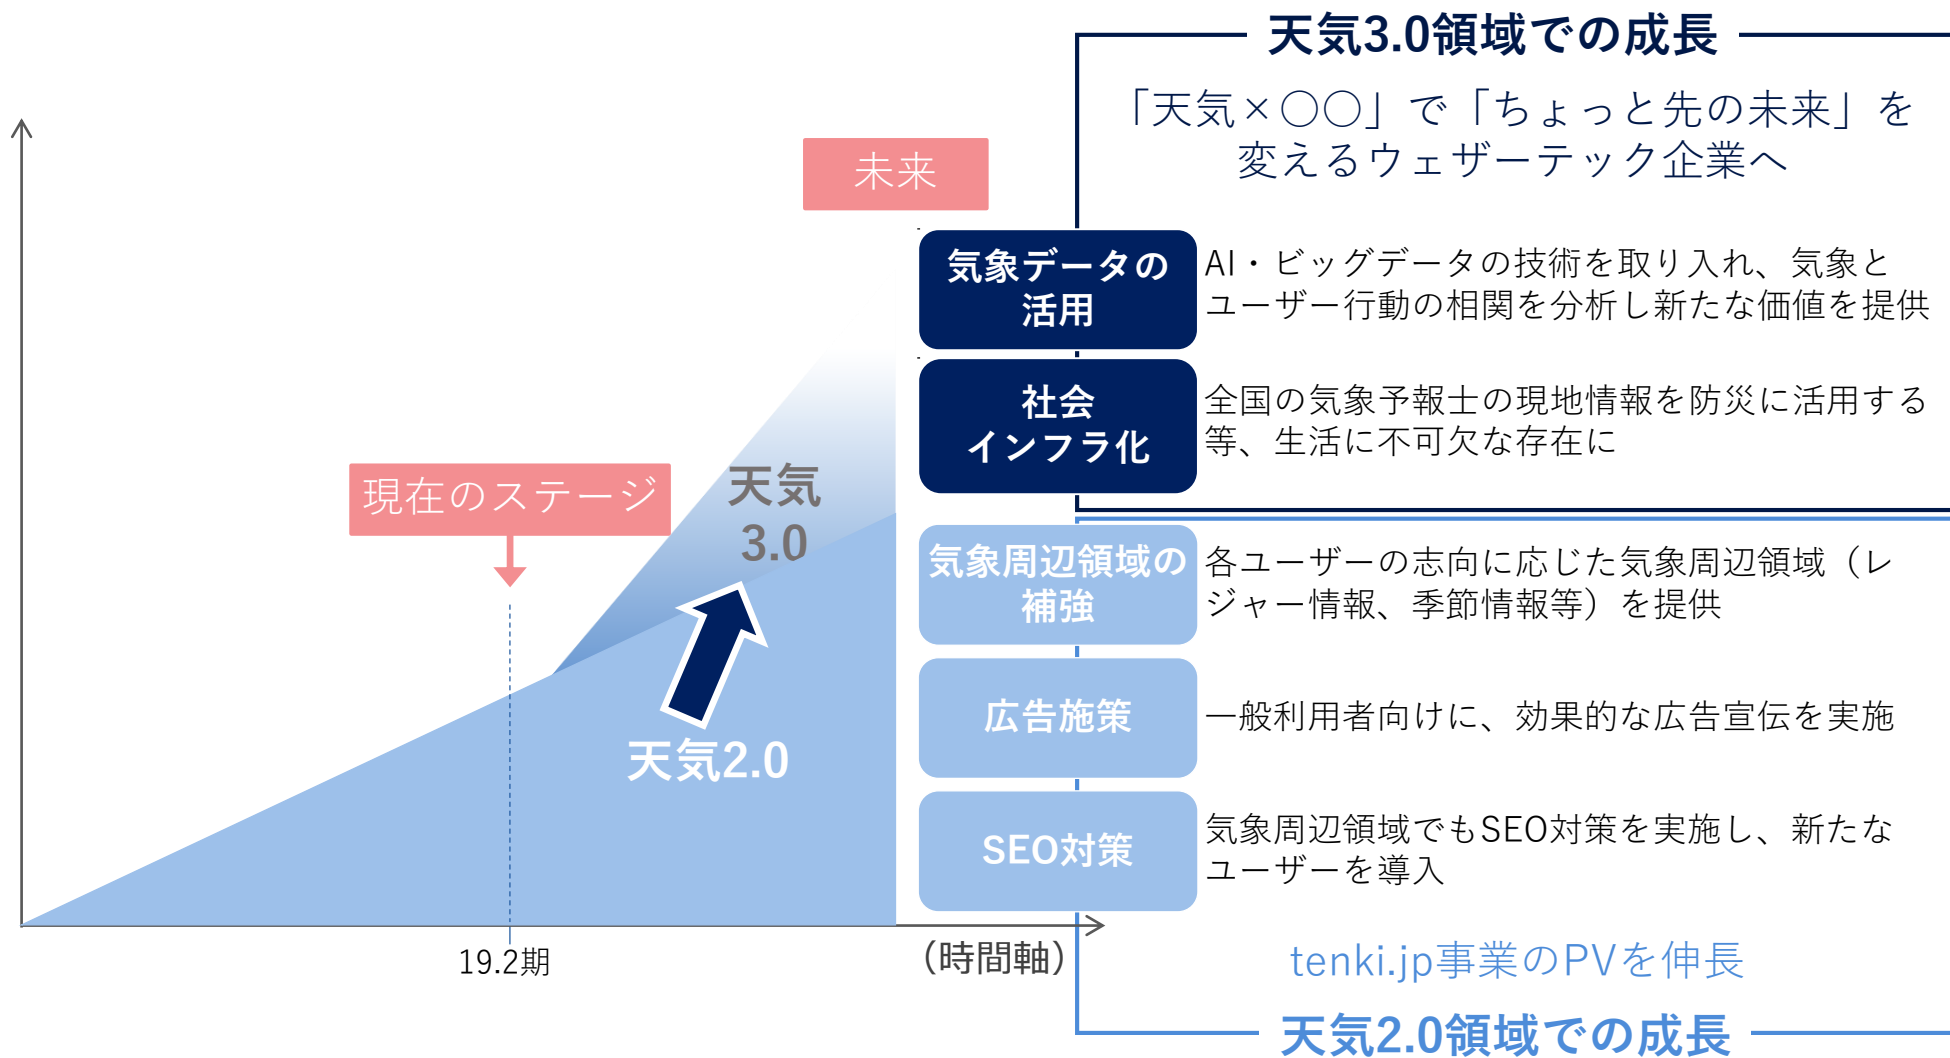 天気3.0領域での成長
「天気×〇〇」で「ちょっと先の未来」を
変えるウェザーテック企業へ
未来
気象データの
活用
AI・ビッグデータの技術を取り入れ、気象と
ユーザー行動の相関を分析し新たな価値を提供
社会
インフラ化
全国の気象予報士の現地情報を防災に活用する
等、生活に不可欠な存在に
現在のステージ
天気
3.0
気象周辺領域の
補強
各ユーザーの志向に応じた気象周辺領域（レ
ジャー情報、季節情報等）を提供
天気2.0
広告施策
一般利用者向けに、効果的な広告宣伝を実施
SEO対策
気象周辺領域でもSEO対策を実施し、新たな
ユーザーを導入
19.2期
（時間軸）
tenki.jp事業のPVを伸長
天気2.0領域での成長